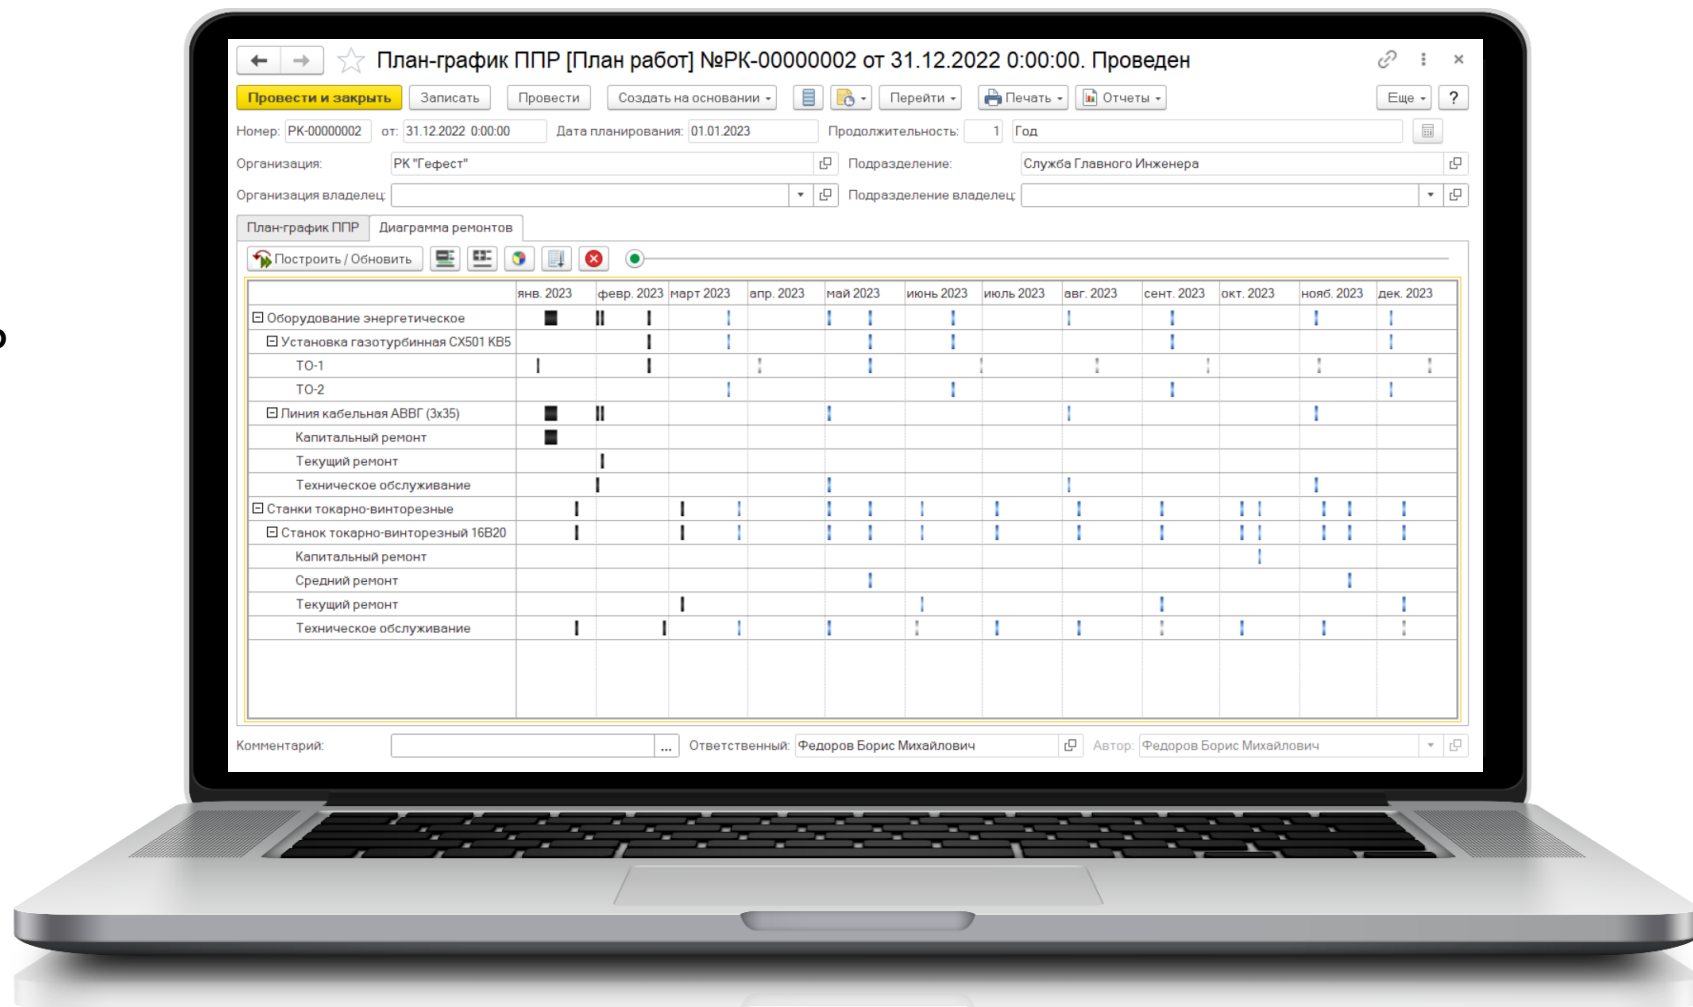 План-график ППР [План работ] №РК-00000002 от 31.12.2022 0:00:00. Проведен
Провести и закрыть Записать Провести Создать на основании Перейти Печать Отчеты Еще ?
Номер: РК-00000002 от: 31.12.2022 0:00:00 Дата планирования: 01.01.2023 Продолжительность: 1 Год
Организация: РК "Гефест" Подразделение: Служба Главного Инженера
Организация владелец: Подразделение владелец:
План-график ППР Диаграмма ремонтов
Построить / Обновить
янв. 2023 февр. 2023 март 2023 апр. 2023 май 2023 июнь 2023 июль 2023 авг. 2023 сент. 2023 окт. 2023 нояб. 2023 дек. 2023
Оборудование энергетическое
Установка газотурбинная СХ501 КВ5
ТО-1
ТО-2
Линия кабельная АВВГ (3х35)
Капитальный ремонт
Текущий ремонт
Техническое обслуживание
Станки токарно-винторезные
Станок токарно-винторезный 16В20
Капитальный ремонт
Средний ремонт
Текущий ремонт
Техническое обслуживание
Комментарий: ... Ответственный: Федоров Борис Михайлович Автор: Федоров Борис Михайлович